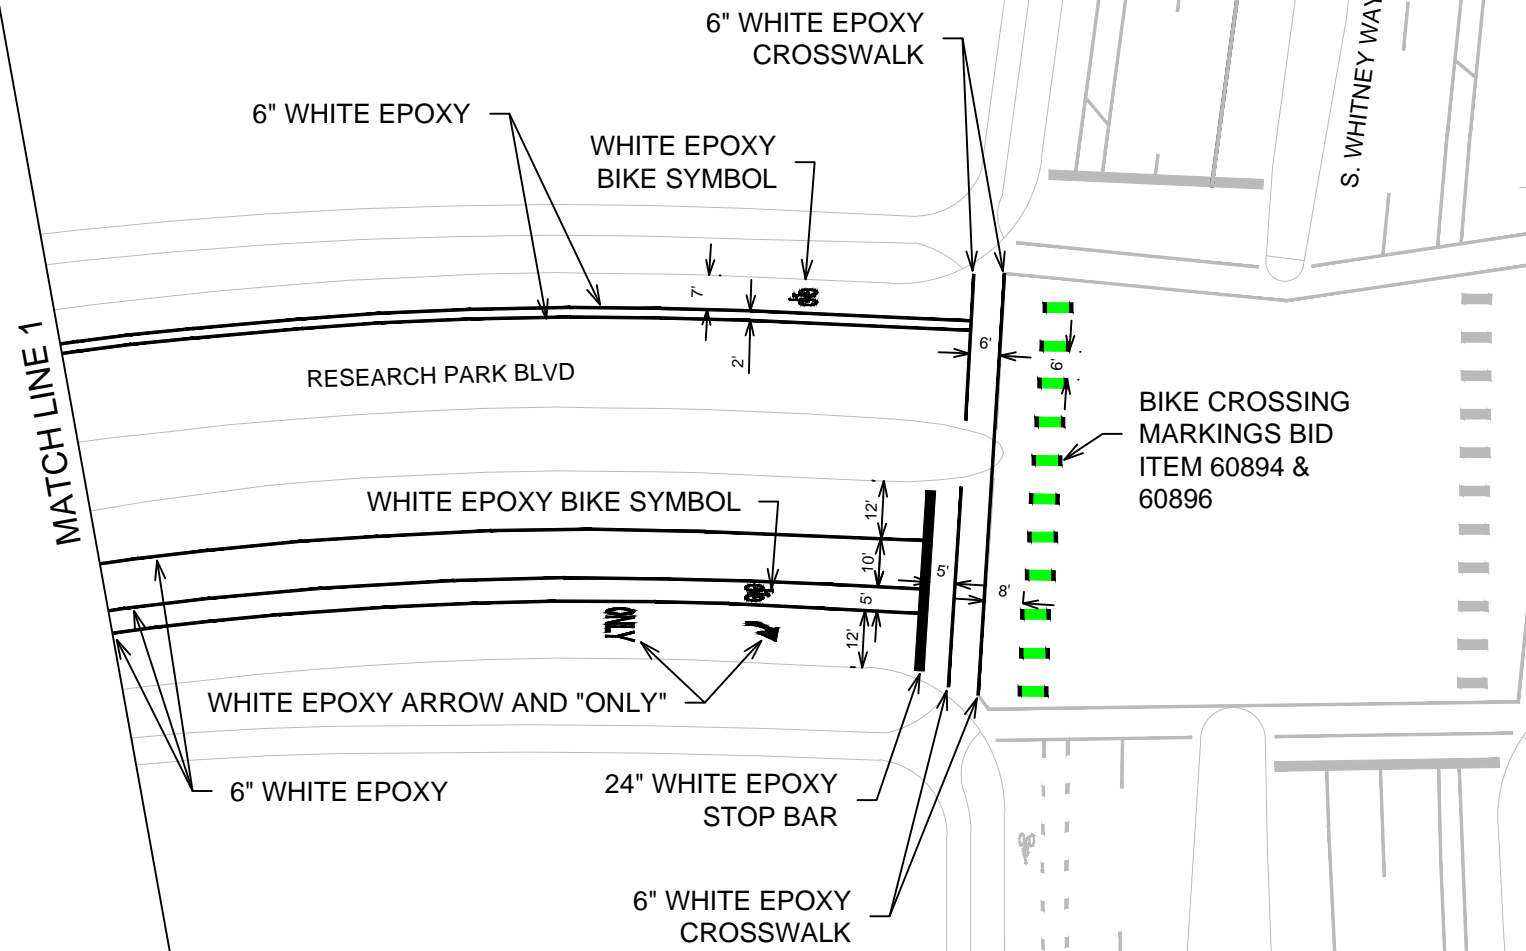 6" WHITE EPOXY
CROSSWALK
S. WHITNEY WAY
6" WHITE EPOXY
WHITE EPOXY
BIKE SYMBOL
7'
2'
6'
6'
MATCH LINE 1
RESEARCH PARK BLVD
BIKE CROSSING
MARKINGS BID
ITEM 60894 &
60896
WHITE EPOXY BIKE SYMBOL
12'
10'
5'
5'
8'
12'
ONLY
WHITE EPOXY ARROW AND "ONLY"
6" WHITE EPOXY
24" WHITE EPOXY
STOP BAR
6" WHITE EPOXY
CROSSWALK